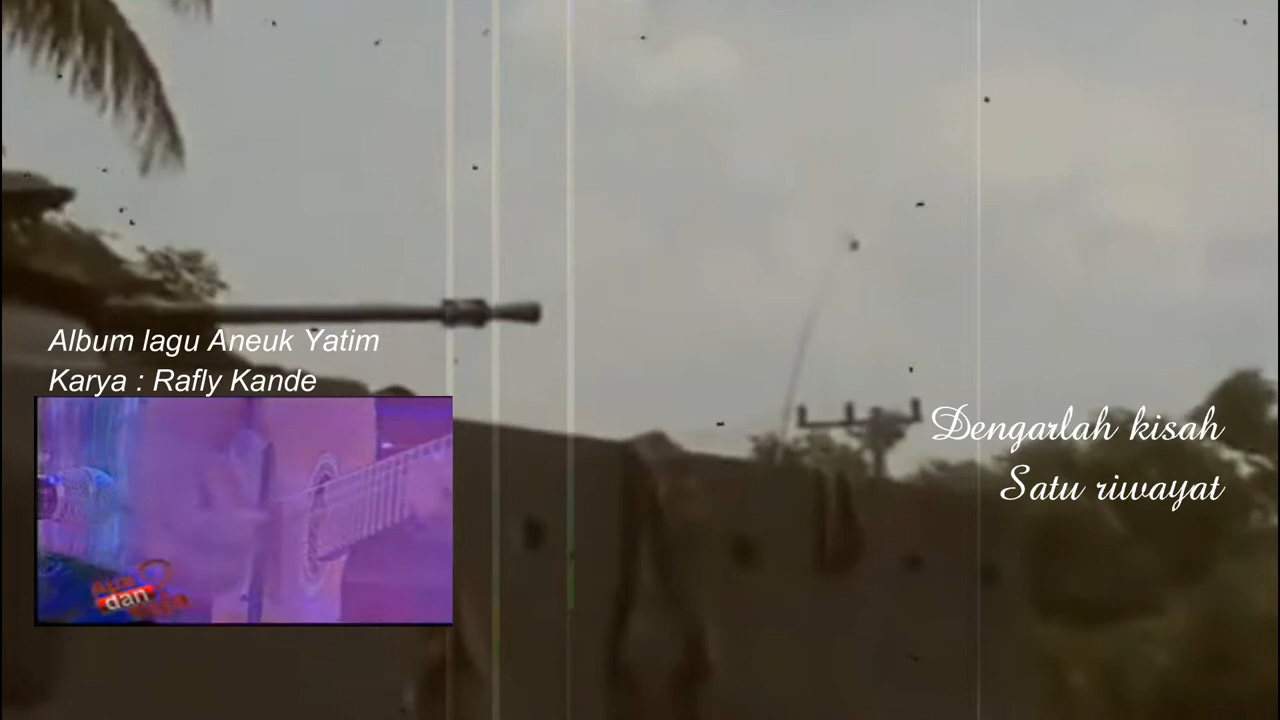 Album lagu Aneuk Yatim
Karya : Rafly Kande
Dengarlah kisah
Satu riwayat
dan